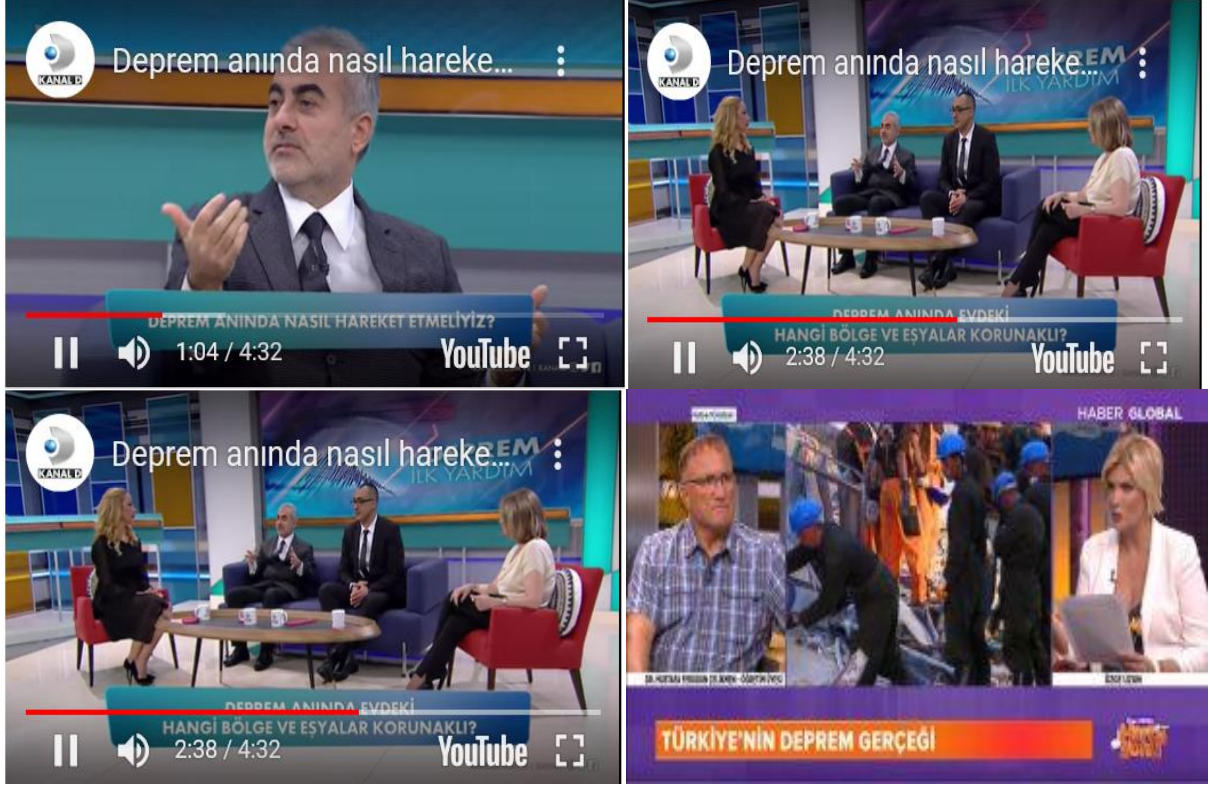 KANAL D
Deprem anında nasıl hareke...
DEPREM ANINDA NASIL HAREKET ETMELİYİZ?
1:04 / 4:32
YouTube
KANAL D
Deprem anında nasıl hareke...
İLK YARDIM
DEPREM ANINDA EVDEKİ
HANGİ BÖLGE VE EŞYALAR KORUNAKLI?
2:38 / 4:32
YouTube
KANAL D
Deprem anında nasıl hareke...
İLK YARDIM
DEPREM ANINDA EVDEKİ
HANGİ BÖLGE VE EŞYALAR KORUNAKLI?
2:38 / 4:32
YouTube
HABER GLOBAL
TÜRKİYE'NİN DEPREM GERÇEĞİ